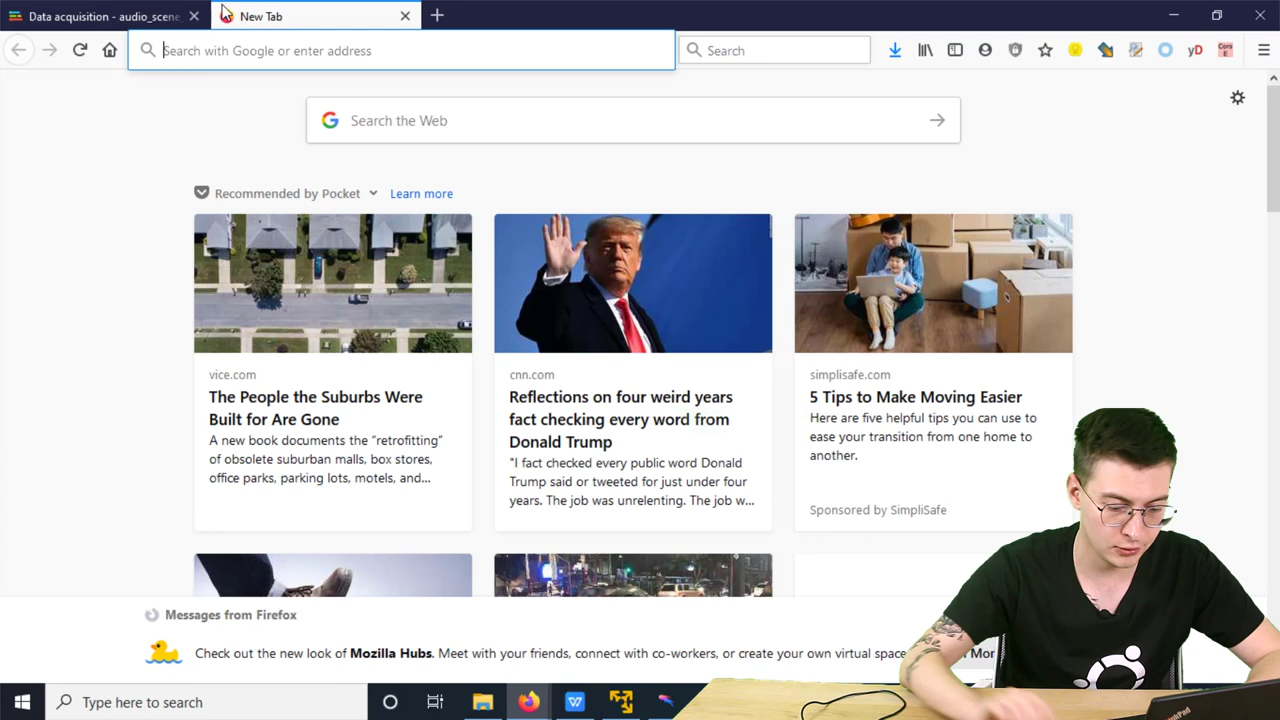 Data acquisition - audio_scene
New Tab
Search with Google or enter address
Search
yD
Search the Web
Recommended by Pocket
Learn more
vice.com
The People the Suburbs Were
Built for Are Gone
A new book documents the “retrofitting”
of obsolete suburban malls, box stores,
office parks, parking lots, motels, and...
cnn.com
Reflections on four weird years
fact checking every word from
Donald Trump
"I fact checked every public word Donald
Trump said or tweeted for just under four
years. The job was unrelenting. The job w...
simplisafe.com
5 Tips to Make Moving Easier
Here are five helpful tips you can use to
ease your transition from one home to
another.
Sponsored by SimpliSafe
Messages from Firefox
Check out the new look of Mozilla Hubs. Meet with your friends, connect with co-workers, or create your own virtual space
Type here to search